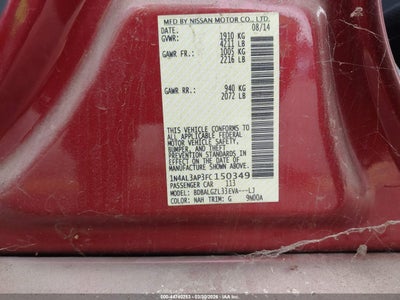 MFD BY NISSAN MOTOR CO., LTD.
DATE: 08/14
GVWR: 1910 KG
4211 LB
GAWR FR: 1005 KG
2216 LB
GAWR RR: 940 KG
2072 LB
THIS VEHICLE CONFORMS TO ALL
APPLICABLE FEDERAL MOTOR
VEHICLE SAFETY, BUMPER, AND THEFT
PREVENTION STANDARDS
IN EFFECT ON THE DATE OF
MANUFACTURE SHOWN ABOVE.
1N4AL3AP3FC150349
PASSENGER CAR 113
MODEL: BDBALGZL33EVA---LJ
COLOR: NAH TRIM: G 9NDOA